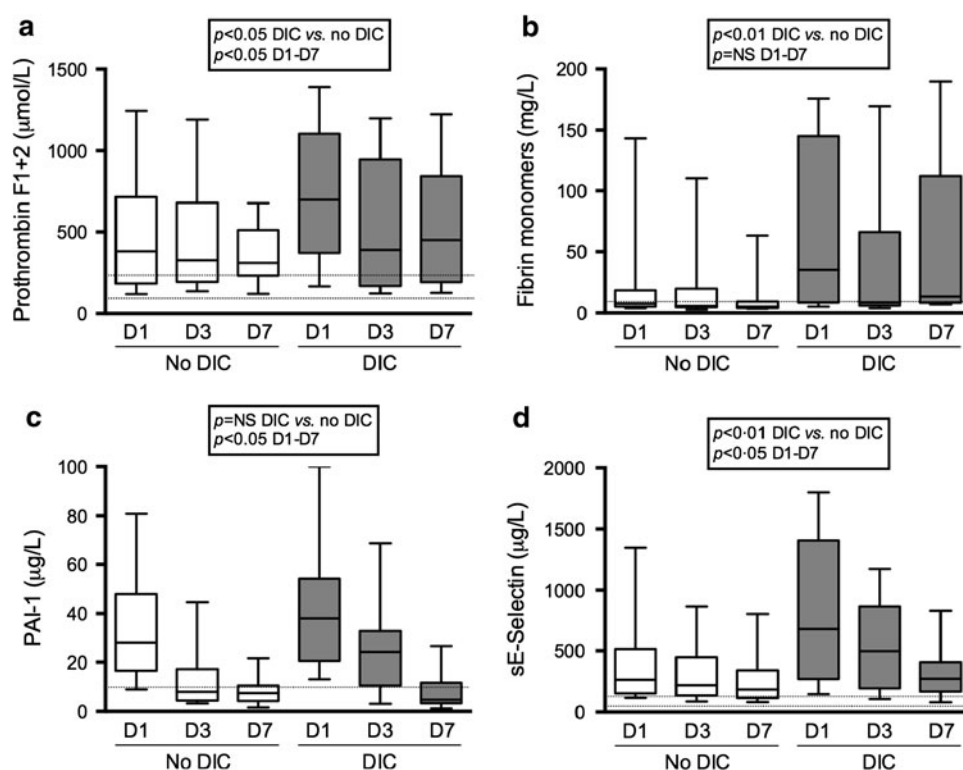 a
p<0.05 DIC vs. no DIC
p<0.05 D1-D7
Prothrombin F1+2 (μmol/L)
1500
1000
500
0
D1 D3 D7 D1 D3 D7
No DIC DIC
b
p<0.01 DIC vs. no DIC
p=NS D1-D7
Fibrin monomers (mg/L)
200
150
100
50
0
D1 D3 D7 D1 D3 D7
No DIC DIC
c
p=NS DIC vs. no DIC
p<0.05 D1-D7
PAI-1 (μg/L)
100
80
60
40
20
0
D1 D3 D7 D1 D3 D7
No DIC DIC
d
p<0·01 DIC vs. no DIC
p<0·05 D1-D7
sE-Selectin (μg/L)
2000
1500
1000
500
0
D1 D3 D7 D1 D3 D7
No DIC DIC